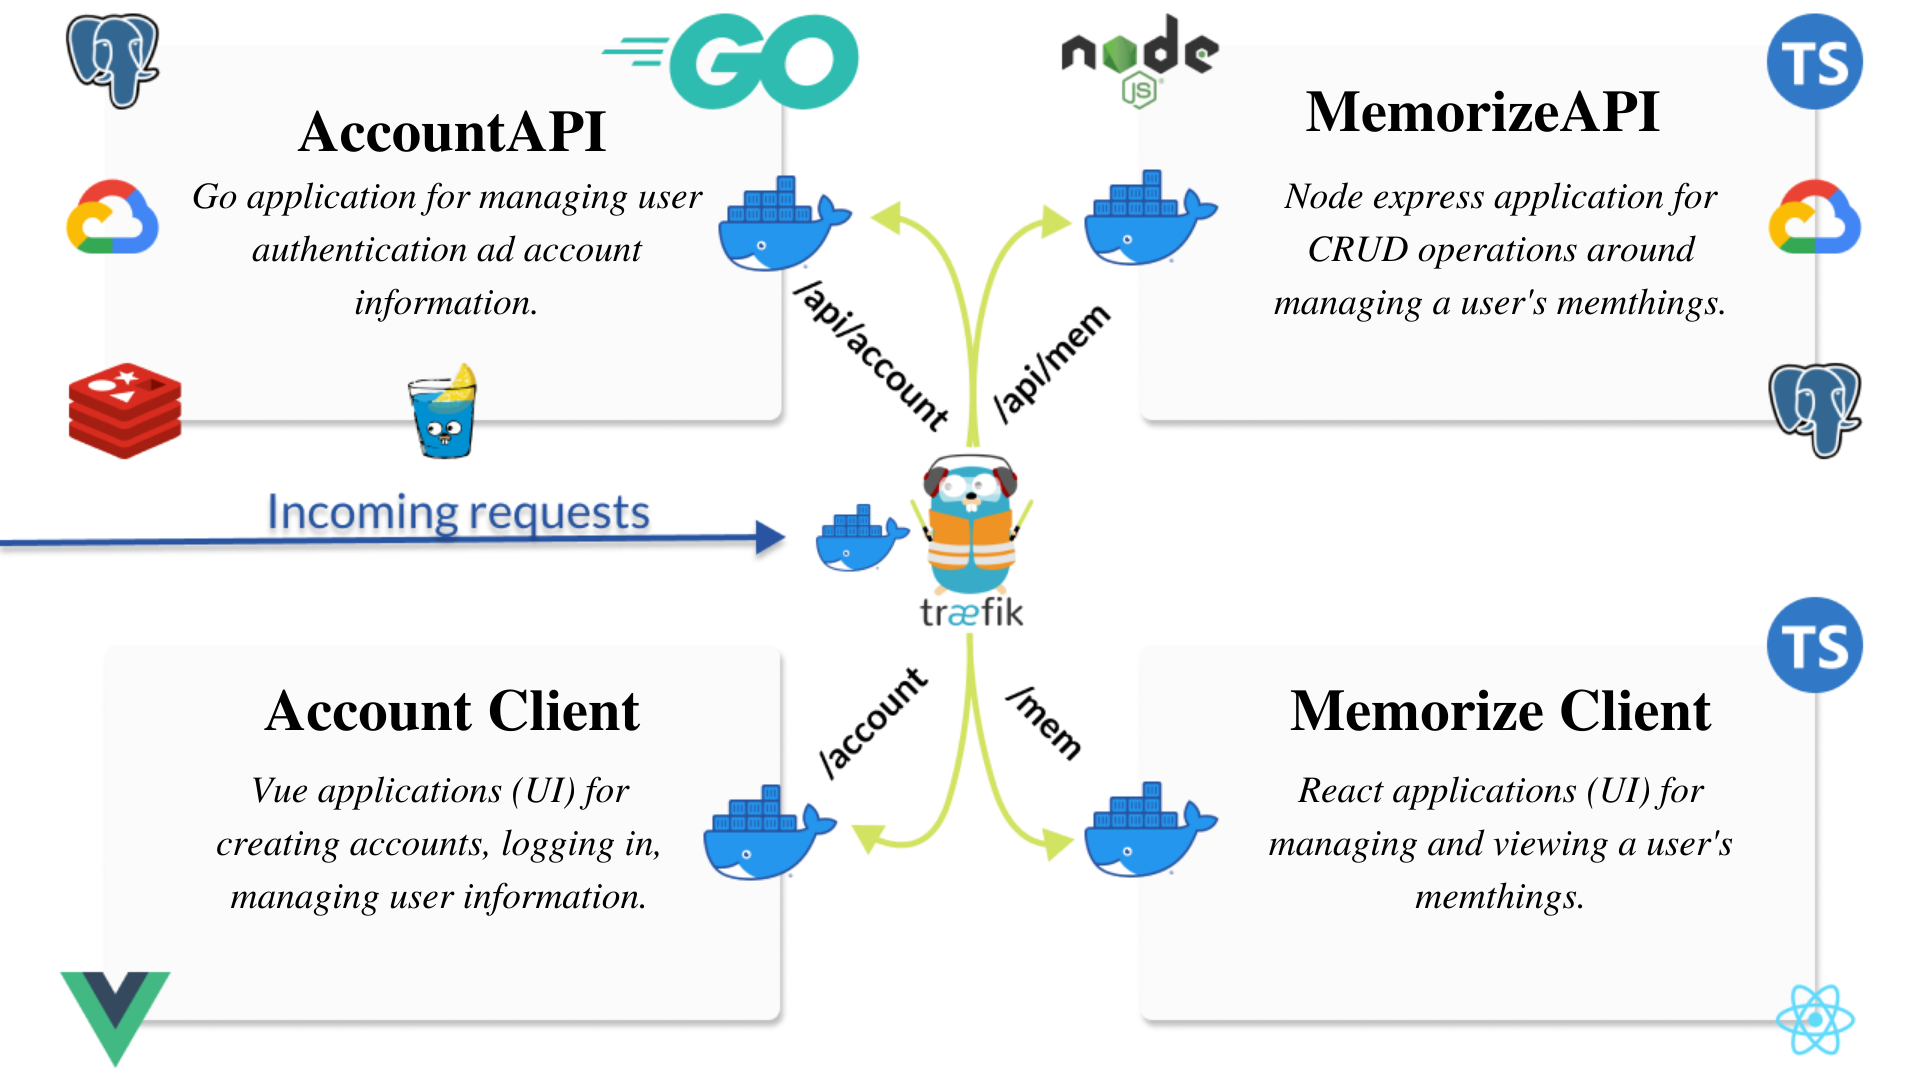 GO
node
JS
TS
AccountAPI
Go application for managing user
authentication ad account
information.
MemorizeAPI
Node express application for
CRUD operations around
managing a user's memthings.
/api/account
/api/mem
Incoming requests
træfik
/account
/mem
TS
Account Client
Vue applications (UI) for
creating accounts, logging in,
managing user information.
Memorize Client
React applications (UI) for
managing and viewing a user's
memthings.